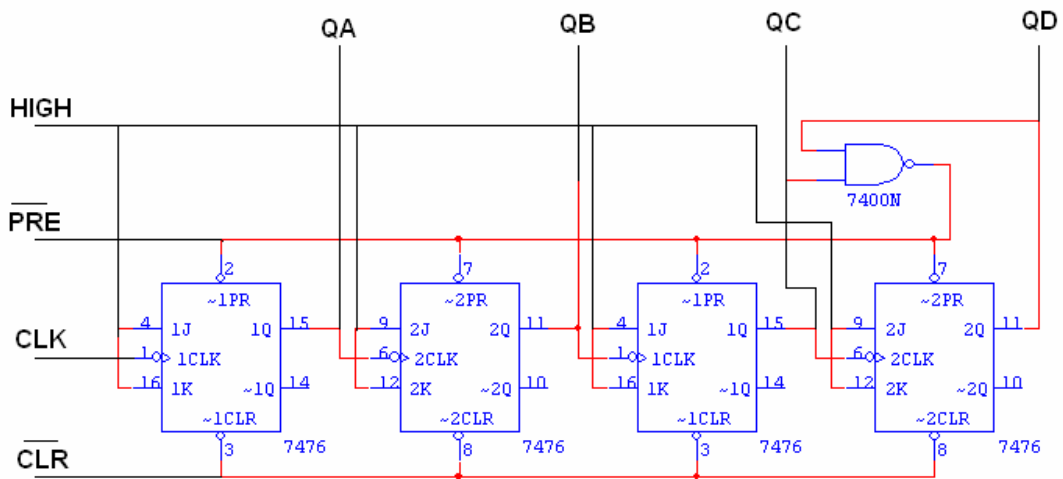 QA QB QC QD
HIGH
7400N
PRE
2 7 2 7
~1PR ~2PR ~1PR ~2PR
4 1J 1Q 15 9 2J 2Q 11 4 1J 1Q 15 9 2J 2Q 11
CLK 1 1CLK 6 2CLK 1 1CLK 6 2CLK
16 1K ~1Q 14 12 2K ~2Q 10 16 1K ~1Q 14 12 2K ~2Q 10
~1CLR ~2CLR ~1CLR ~2CLR
3 7476 8 7476 3 7476 8 7476
CLR